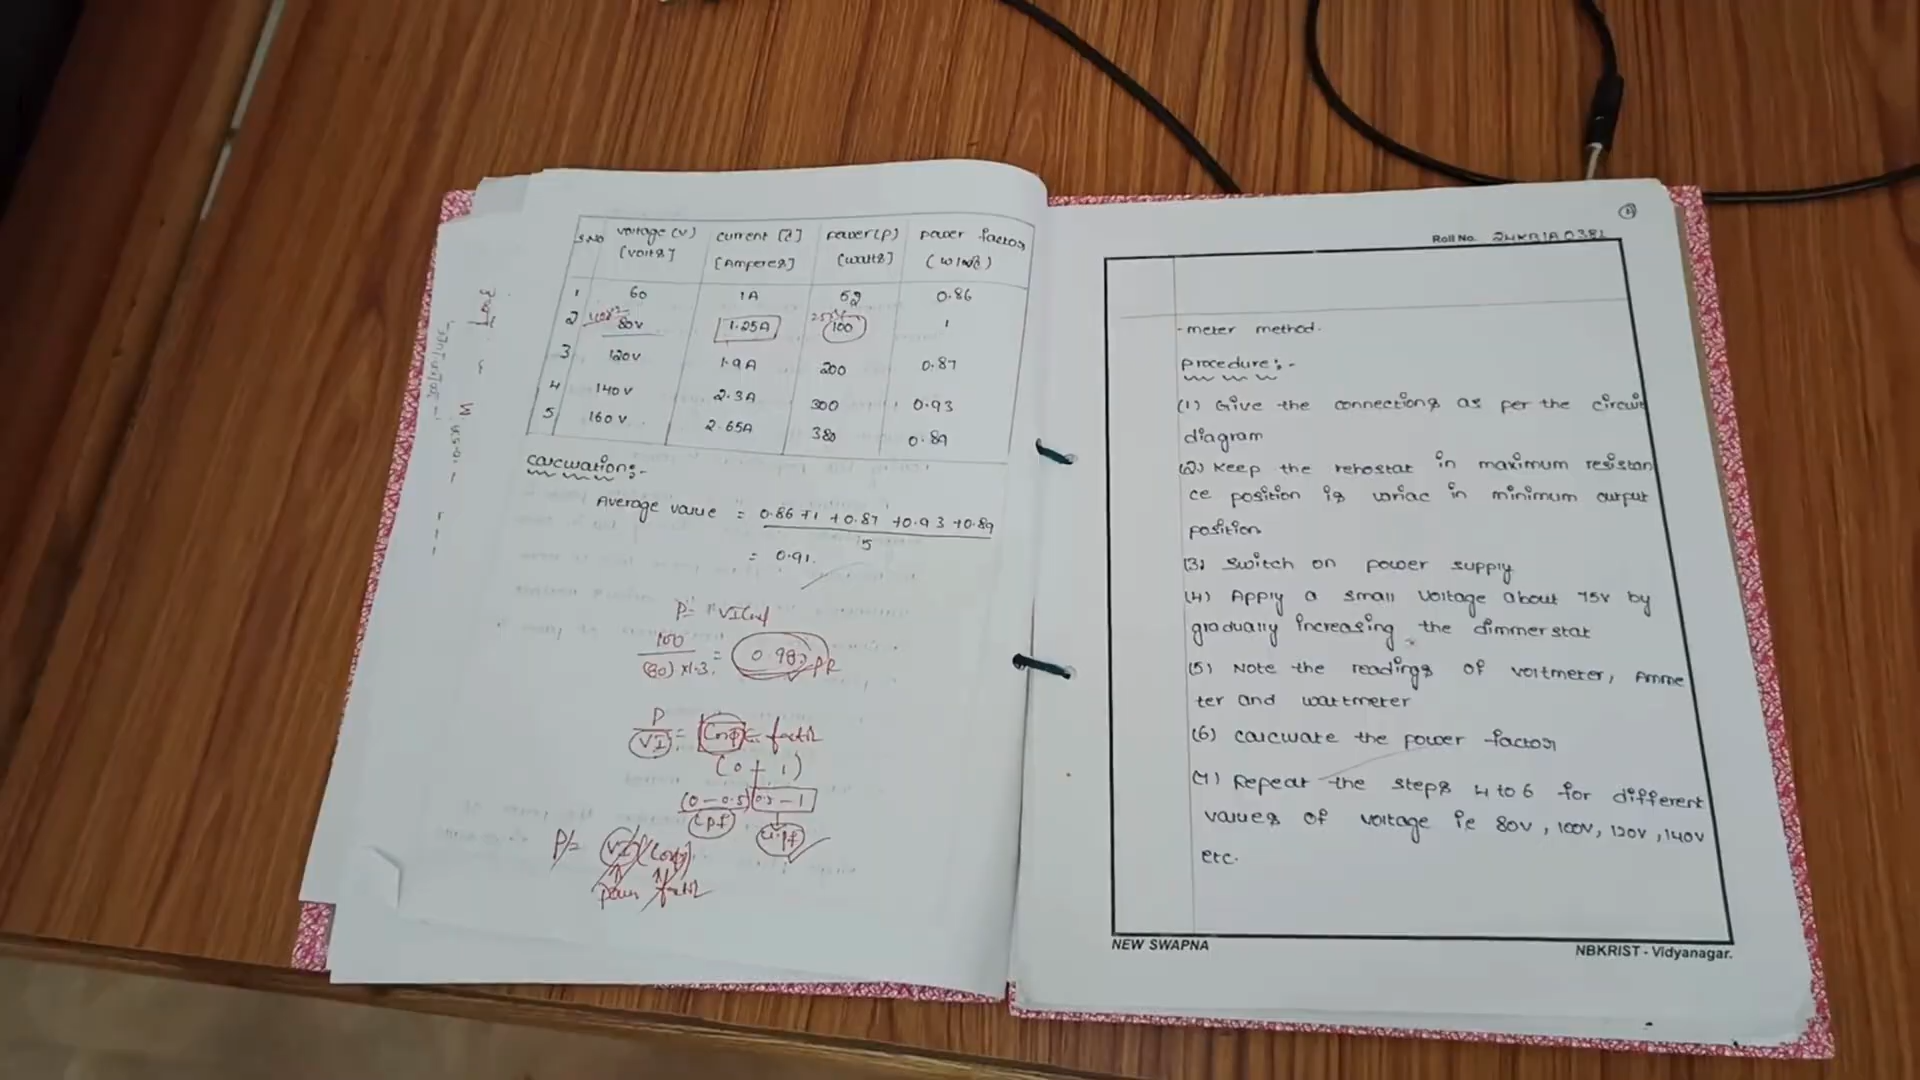 S.NO voltage (V) [volts] current [I] [Amperes] power (P) [watts] power factor (W cosΦ)
1 60 1A 52 0.86
2 80V 1.25A 100 1
3 120V 1.9A 200 0.87
4 140V 2.3A 300 0.93
5 160V 2.65A 380 0.89
calculation:-
Average value = 0.86+1+0.87+0.93+0.89
5
= 0.91.
P=
100
(80)×1.3
= 0.98
P
VI
= CosΦ = factor
(0 + 1)
(0-0.5) 0.5-1
P = VI (CosΦ)
power factor
Roll No. 24KB1A0381
-meter method.
procedure:-
(1) Give the connections as per the circuit
diagram
(2) Keep the rehostat in maximum resistan
ce position is variac in minimum output
position
(3) Switch on power supply
(4) Apply a small voltage about 75V by
gradually increasing the dimmerstat
(5) Note the readings of voltmeter, Amme
ter and wattmeter
(6) calculate the power factor
(7) Repeat the steps 4 to 6 for different
values of voltage ie 80V, 100V, 120V, 140V
etc.
NEW SWAPNA
NBKRIST - Vidyanagar.